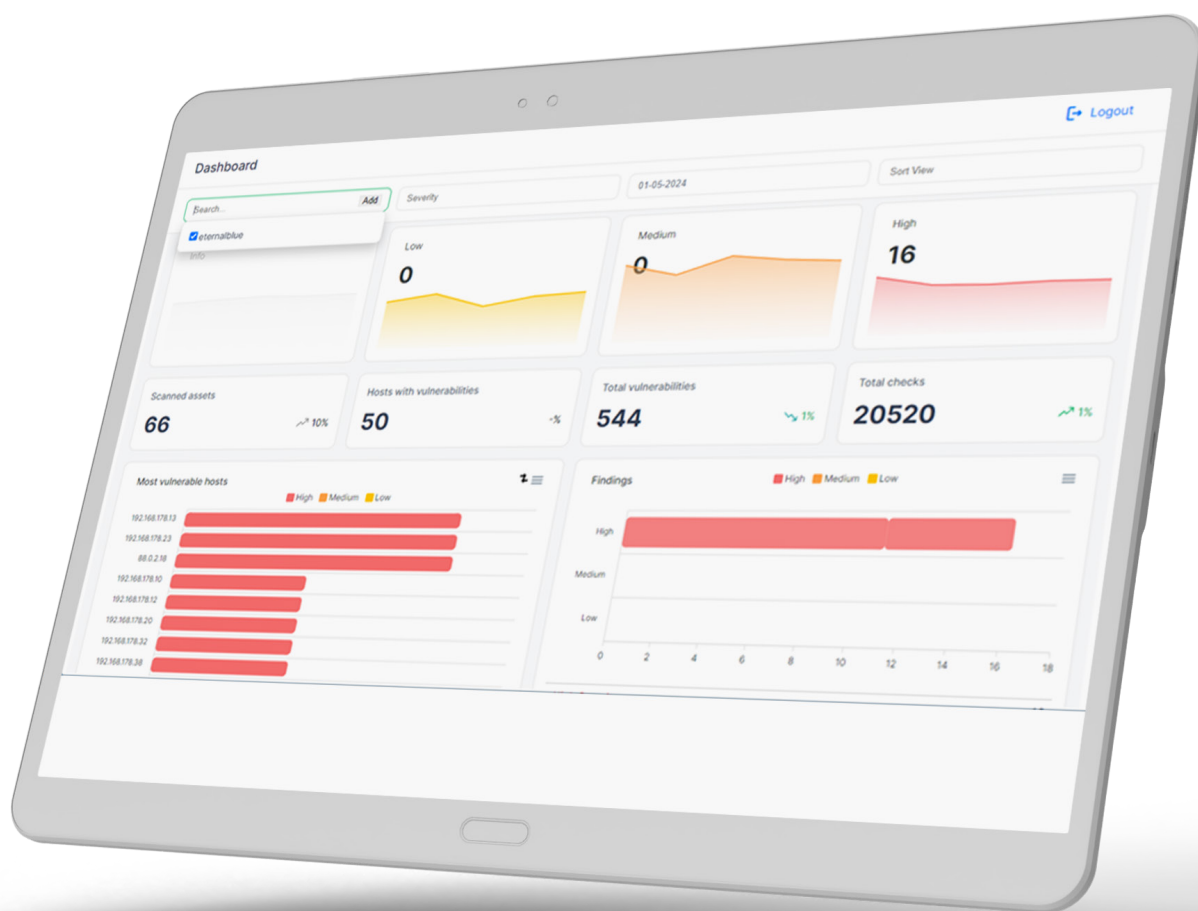 Logout
Dashboard
Search...
Add
Severity
01-05-2024
Sort View
eternalblue
Info
Low
0
Medium
0
High
16
Scanned assets
66
10%
Hosts with vulnerabilities
50
-%
Total vulnerabilities
544
1%
Total checks
20520
1%
Most vulnerable hosts
High Medium Low
192.168.178.13
192.168.178.23
88.0.2.18
192.168.178.10
192.168.178.12
192.168.178.20
192.168.178.32
192.168.178.38
Findings
High Medium Low
High
Medium
Low
0 2 4 6 8 10 12 14 16 18